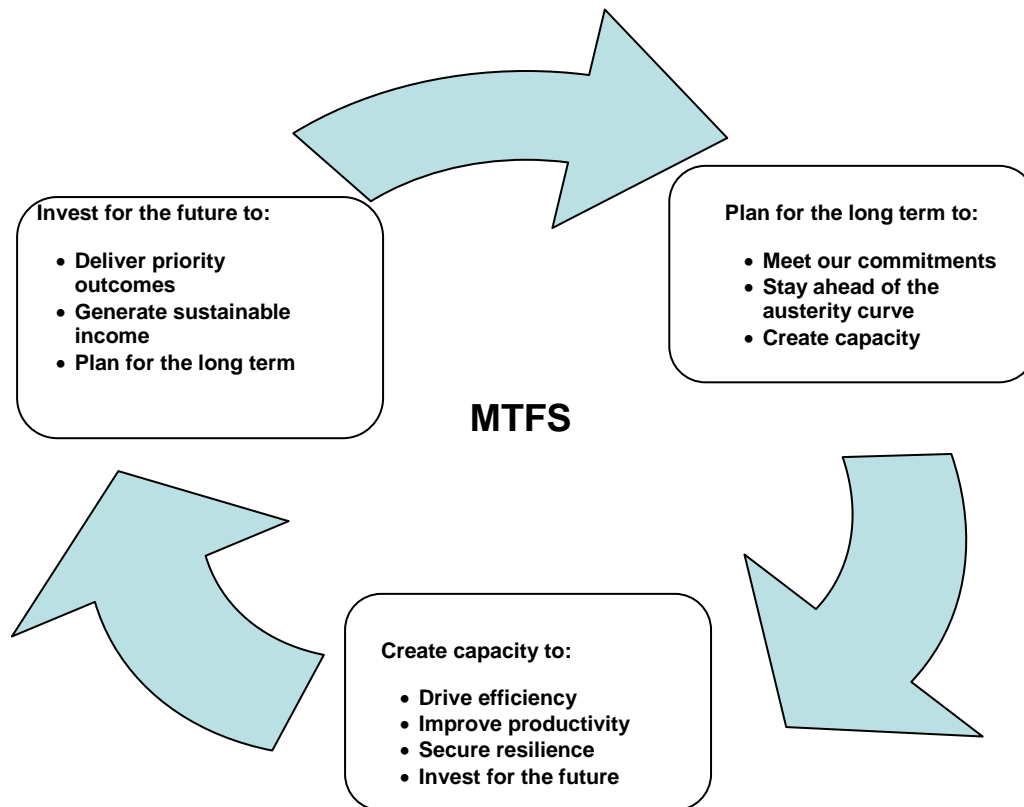 Invest for the future to:
• Deliver priority
outcomes
• Generate sustainable
income
• Plan for the long term
Plan for the long term to:
• Meet our commitments
• Stay ahead of the
austerity curve
• Create capacity
MTFS
Create capacity to:
• Drive efficiency
• Improve productivity
• Secure resilience
• Invest for the future